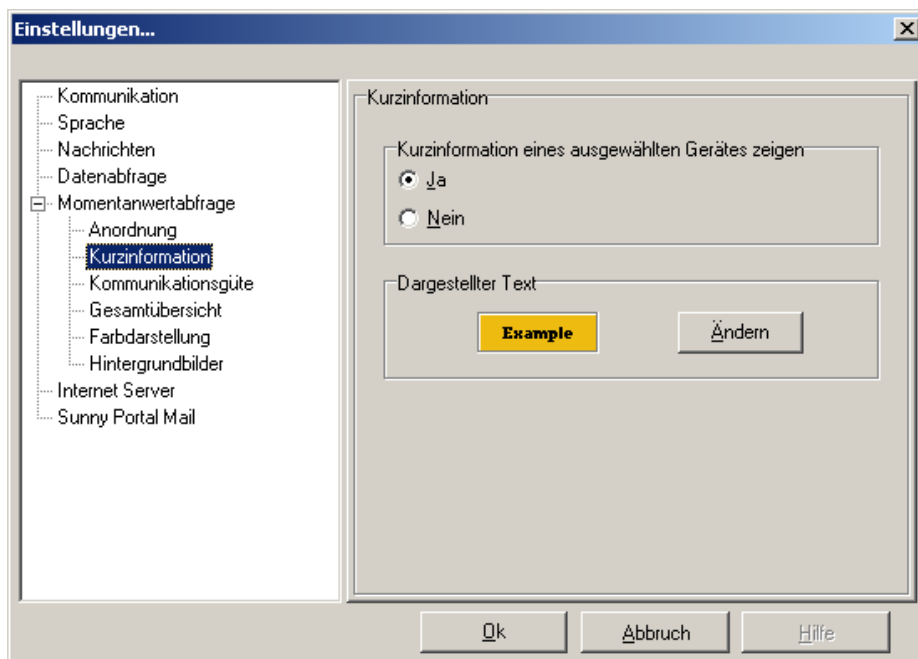 Einstellungen...
Kommunikation
Sprache
Nachrichten
Datenabfrage
Momentanwertabfrage
Anordnung
Kurzinformation
Kommunikationsgüte
Gesamtübersicht
Farbdarstellung
Hintergrundbilder
Internet Server
Sunny Portal Mail
Kurzinformation
Kurzinformation eines ausgewählten Gerätes zeigen
Ja
Nein
Dargestellter Text
Example
Ändern
Ok
Abbruch
Hilfe